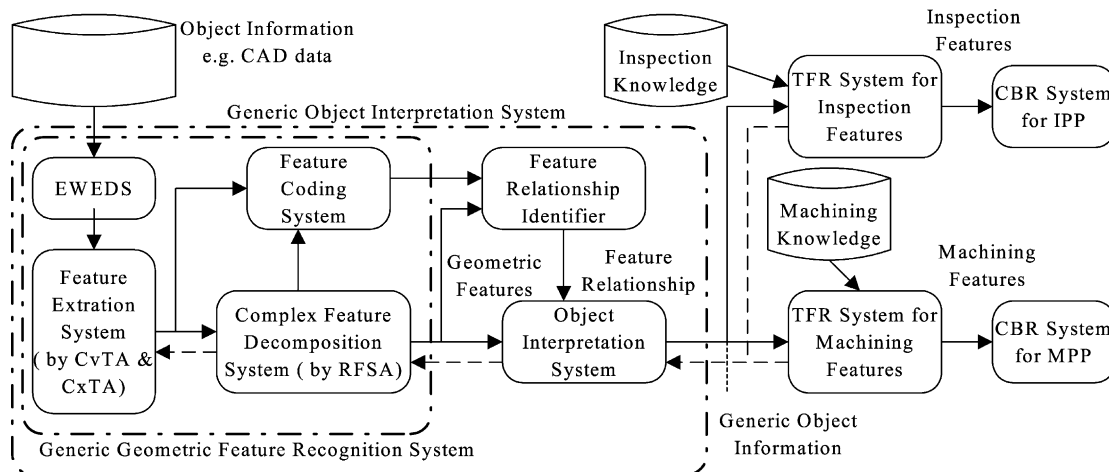 Object Information
e.g. CAD data
Generic Object Interpretation System
EWEDS
Feature
Extration
System
( by CvTA &
CxTA)
Feature
Coding
System
Complex Feature
Decomposition
System ( by RFSA)
Feature
Relationship
Identifier
Geometric
Features
Feature
Relationship
Object
Interpretation
System
Generic Geometric Feature Recognition System
Inspection
Knowledge
TFR System for
Inspection
Features
Inspection
Features
CBR System
for IPP
Machining
Knowledge
TFR System for
Machining
Features
Machining
Features
CBR System
for MPP
Generic Object
Information